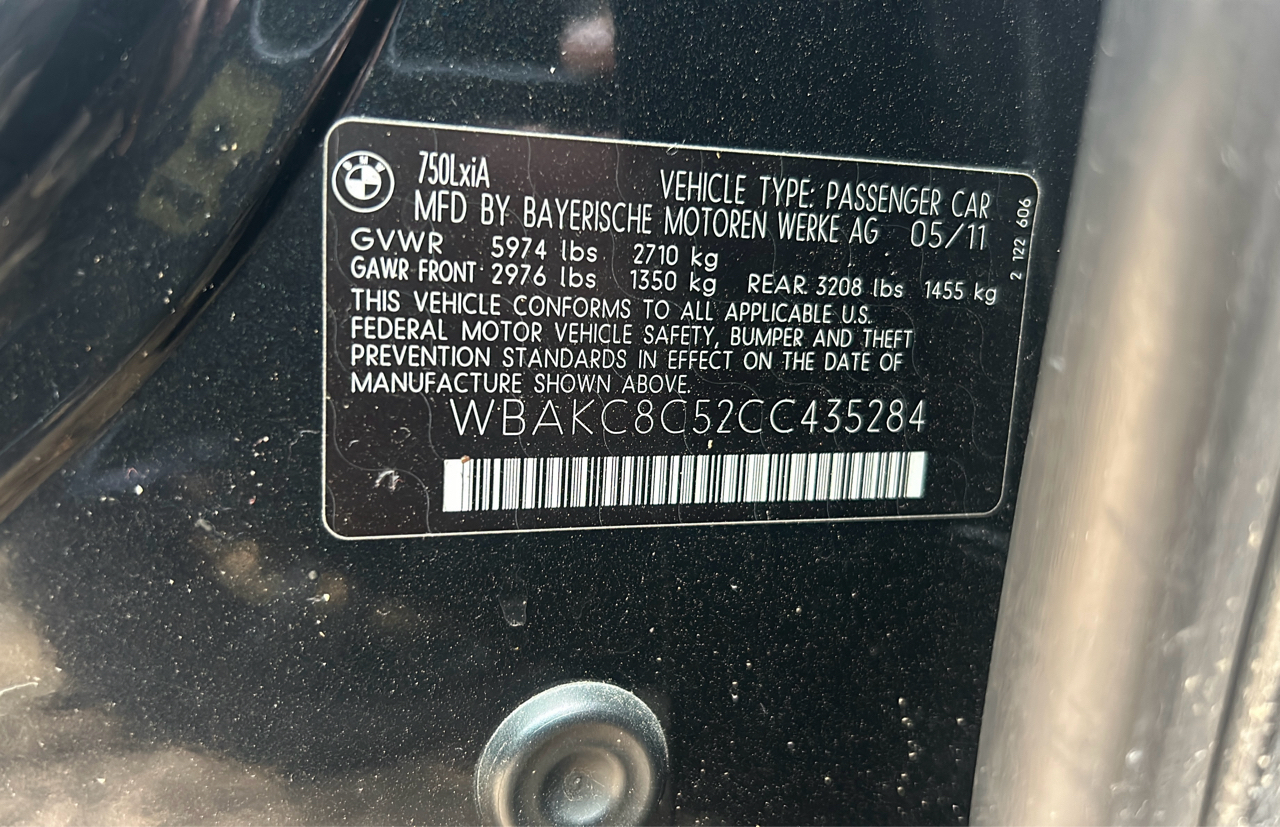 BMW
750LxiA
VEHICLE TYPE: PASSENGER CAR
MFD BY BAYERISCHE MOTOREN WERKE AG 05/11
GVWR 5974 lbs 2710 kg
GAWR FRONT 2976 lbs 1350 kg REAR 3208 lbs 1455 kg
THIS VEHICLE CONFORMS TO ALL APPLICABLE U.S.
FEDERAL MOTOR VEHICLE SAFETY, BUMPER AND THEFT
PREVENTION STANDARDS IN EFFECT ON THE DATE OF
MANUFACTURE SHOWN ABOVE.
WBAKC8C52CC435284
2 122 606